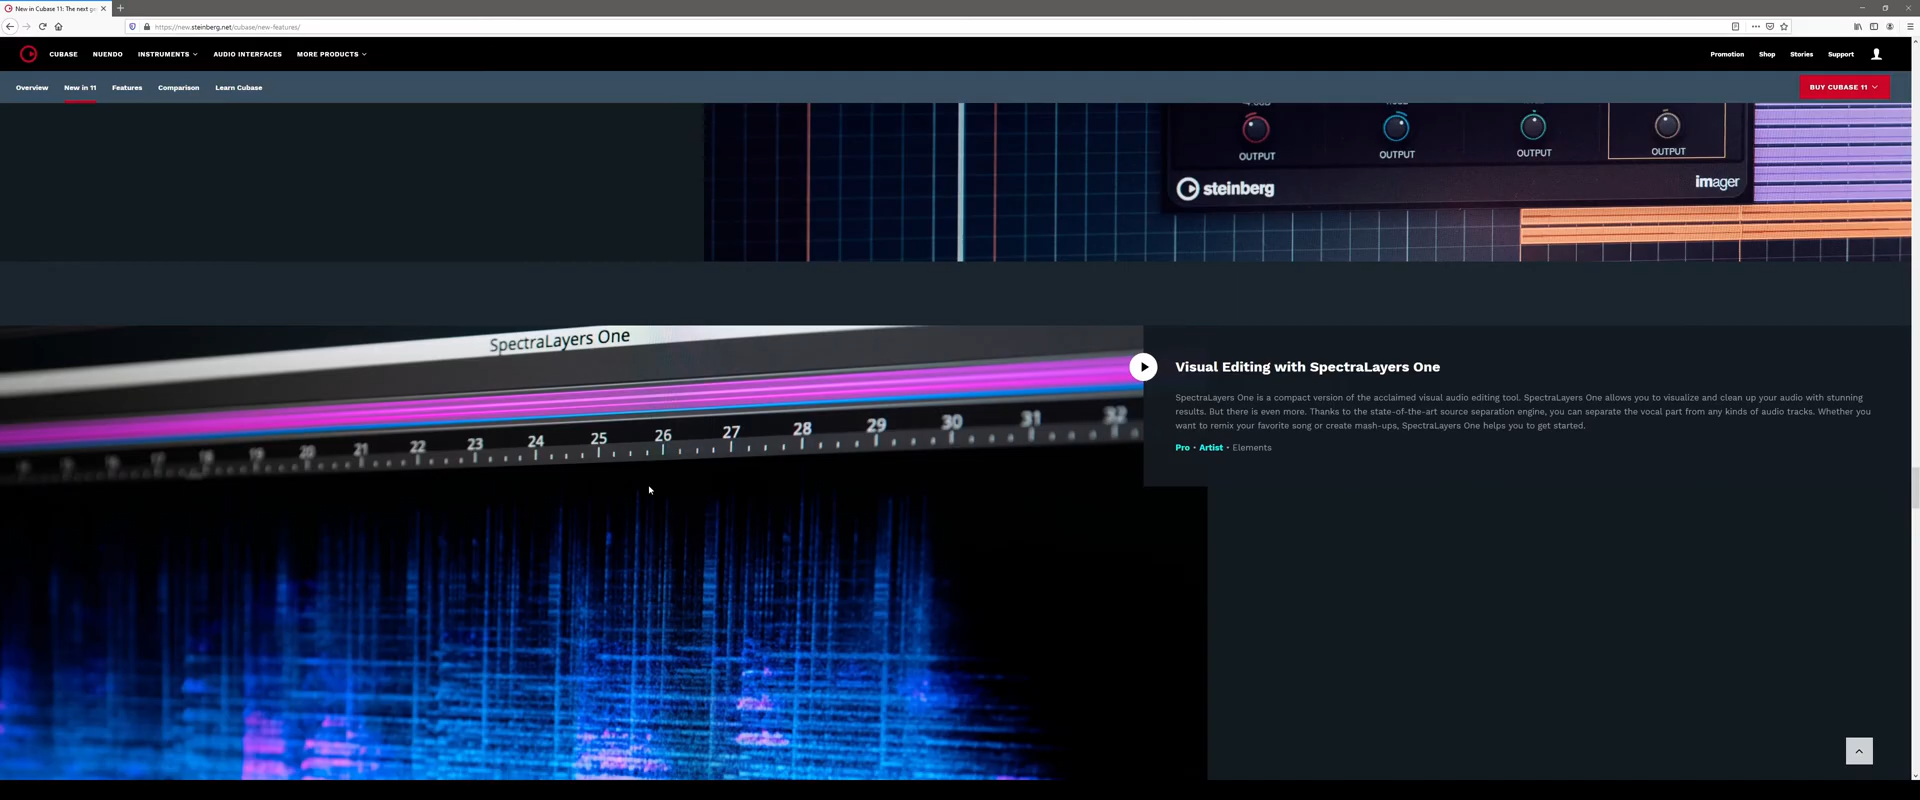 New in Cubase 11: The next ge
https://new.steinberg.net/cubase/new-features/
CUBASE NUENDO INSTRUMENTS AUDIO INTERFACES MORE PRODUCTS Promotion Shop Stories Support
Overview New in 11 Features Comparison Learn Cubase BUY CUBASE 11
OUTPUT OUTPUT OUTPUT OUTPUT
steinberg imager
SpectraLayers One
17 18 19 20 21 22 23 24 25 26 27 28 29 30 31 32
Visual Editing with SpectraLayers One
SpectraLayers One is a compact version of the acclaimed visual audio editing tool. SpectraLayers One allows you to visualize and clean up your audio with stunning
results. But there is even more. Thanks to the state-of-the-art source separation engine, you can separate the vocal part from any kinds of audio tracks. Whether you
want to remix your favorite song or create mash-ups, SpectraLayers One helps you to get started.
Pro • Artist • Elements